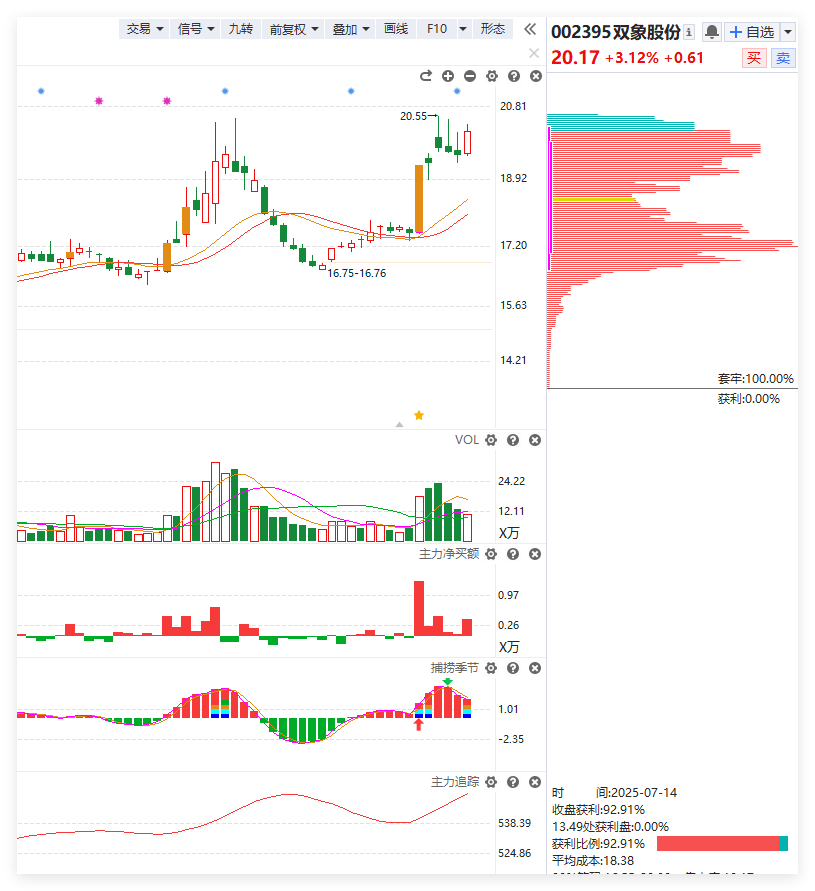 交易 信号 九转 前复权 叠加 画线 F10 形态
002395双象股份
自选
20.17 +3.12% +0.61
买 卖
20.81
20.55
18.92
17.20
16.75-16.76
15.63
14.21
套牢:100.00%
获利:0.00%
VOL
24.22
12.11
X万
主力净买额
0.97
0.26
X万
捕捞季节
1.01
-2.35
主力追踪
538.39
524.86
时 间:2025-07-14
收盘获利:92.91%
13.49处获利盘:0.00%
获利比例:92.91%
平均成本:18.38